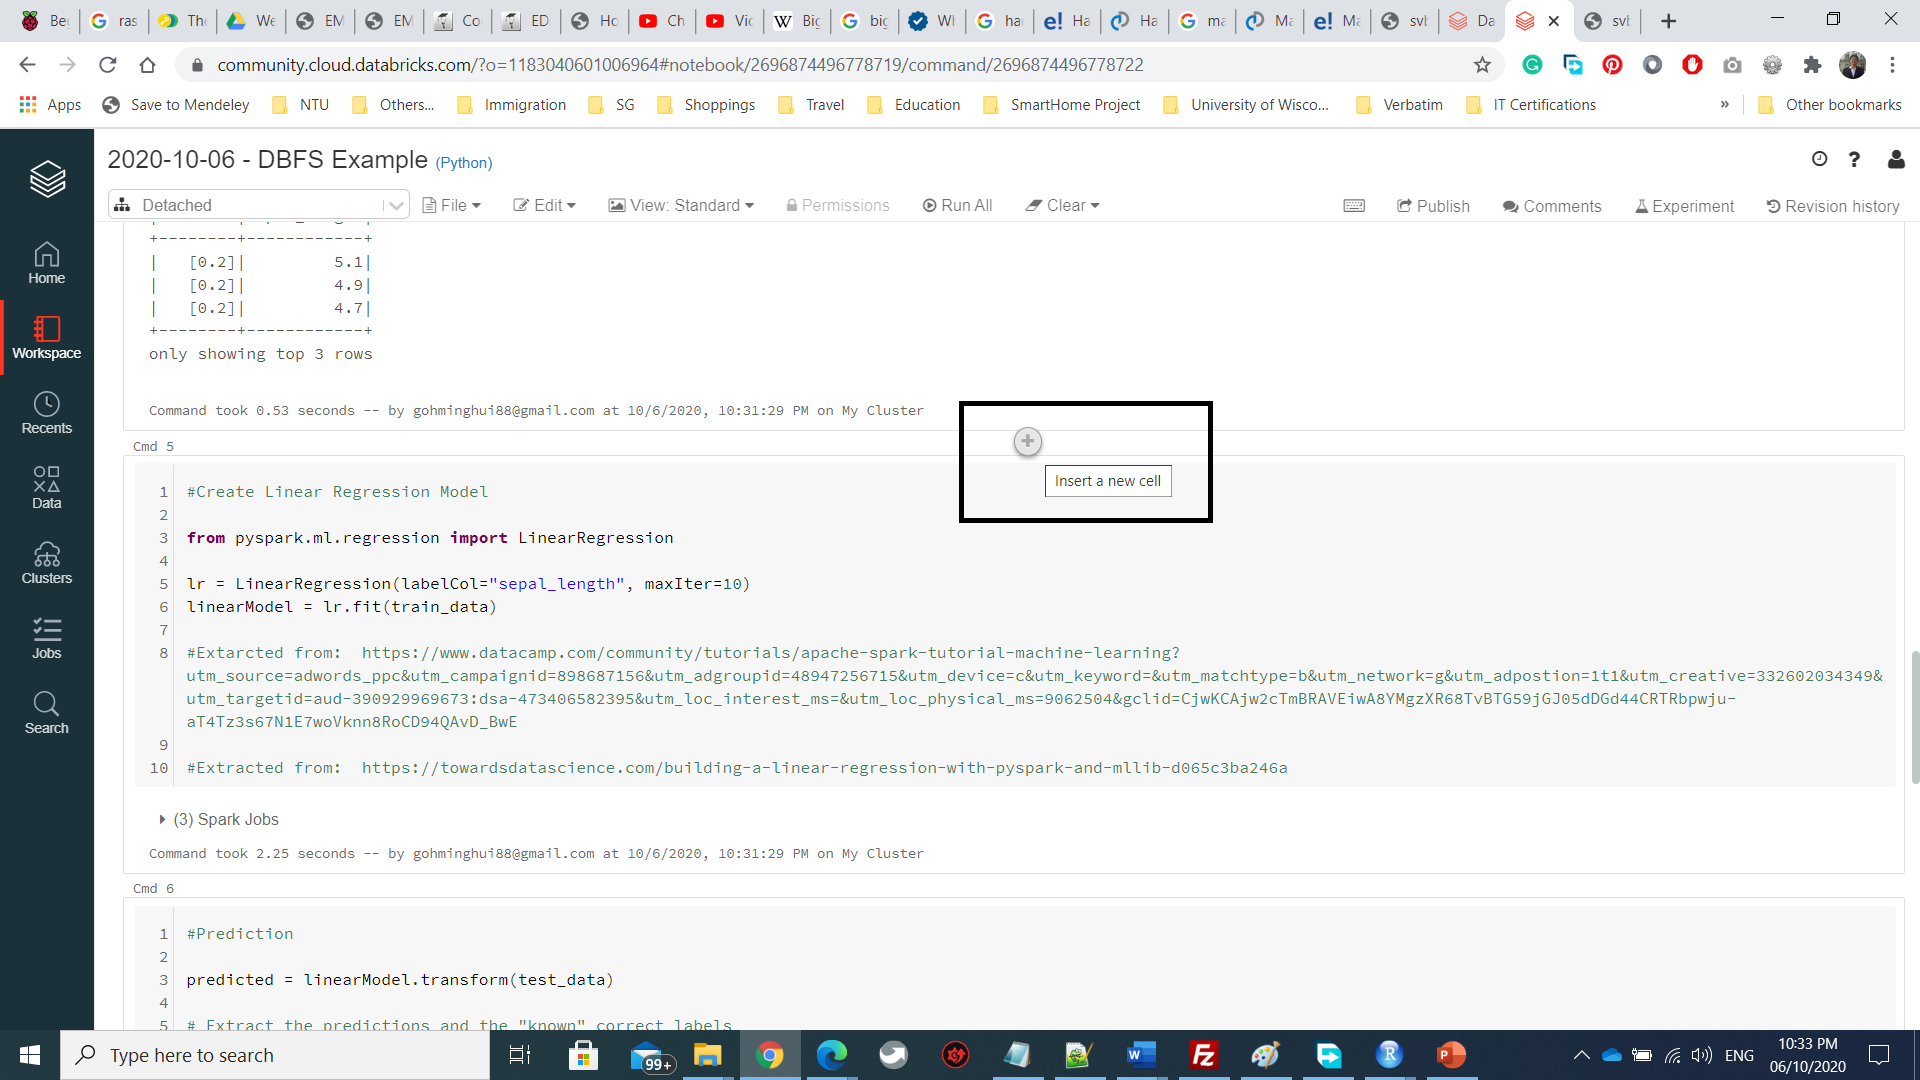 Be
ras
The
We
EM
EM
Co
ED
Ho
Ch
Vic
Big
big
Wh
ha
Ha
Ha
ma
Ma
Ma
svl
Da
svl
community.cloud.databricks.com/?o=1183040601006964#notebook/2696874496778719/command/2696874496778722
Apps Save to Mendeley NTU Others... Immigration SG Shoppings Travel Education SmartHome Project University of Wisco... Verbatim IT Certifications » Other bookmarks
2020-10-06 - DBFS Example (Python)
Detached File Edit View: Standard Permissions Run All Clear Publish Comments Experiment Revision history
Home
Workspace
Recents
Data
Clusters
Jobs
Search
+--------+------------+
| [0.2]| 5.1|
| [0.2]| 4.9|
| [0.2]| 4.7|
+--------+------------+
only showing top 3 rows
Command took 0.53 seconds -- by gohminghui88@gmail.com at 10/6/2020, 10:31:29 PM on My Cluster
Insert a new cell
Cmd 5
1 #Create Linear Regression Model
2
3 from pyspark.ml.regression import LinearRegression
4
5 lr = LinearRegression(labelCol="sepal_length", maxIter=10)
6 linearModel = lr.fit(train_data)
7
8 #Extarcted from: https://www.datacamp.com/community/tutorials/apache-spark-tutorial-machine-learning?
utm_source=adwords_ppc&utm_campaignid=898687156&utm_adgroupid=48947256715&utm_device=c&utm_keyword=&utm_matchtype=b&utm_network=g&utm_adpostion=1t1&utm_creative=332602034349&
utm_targetid=aud-390929969673:dsa-473406582395&utm_loc_interest_ms=&utm_loc_physical_ms=9062504&gclid=CjwKCAjw2cTmBRAVEiwA8YMgzXR68TvBTG59jGJ05dDGd44CRTRbpwju-
aT4Tz3s67N1E7woVknn8RoCD94QAvD_BwE
9
10 #Extracted from: https://towardsdatascience.com/building-a-linear-regression-with-pyspark-and-mllib-d065c3ba246a
(3) Spark Jobs
Command took 2.25 seconds -- by gohminghui88@gmail.com at 10/6/2020, 10:31:29 PM on My Cluster
Cmd 6
1 #Prediction
2
3 predicted = linearModel.transform(test_data)
4
5 # Extract the predictions and the "known" correct labels
Type here to search
99+
ENG
10:33 PM
06/10/2020